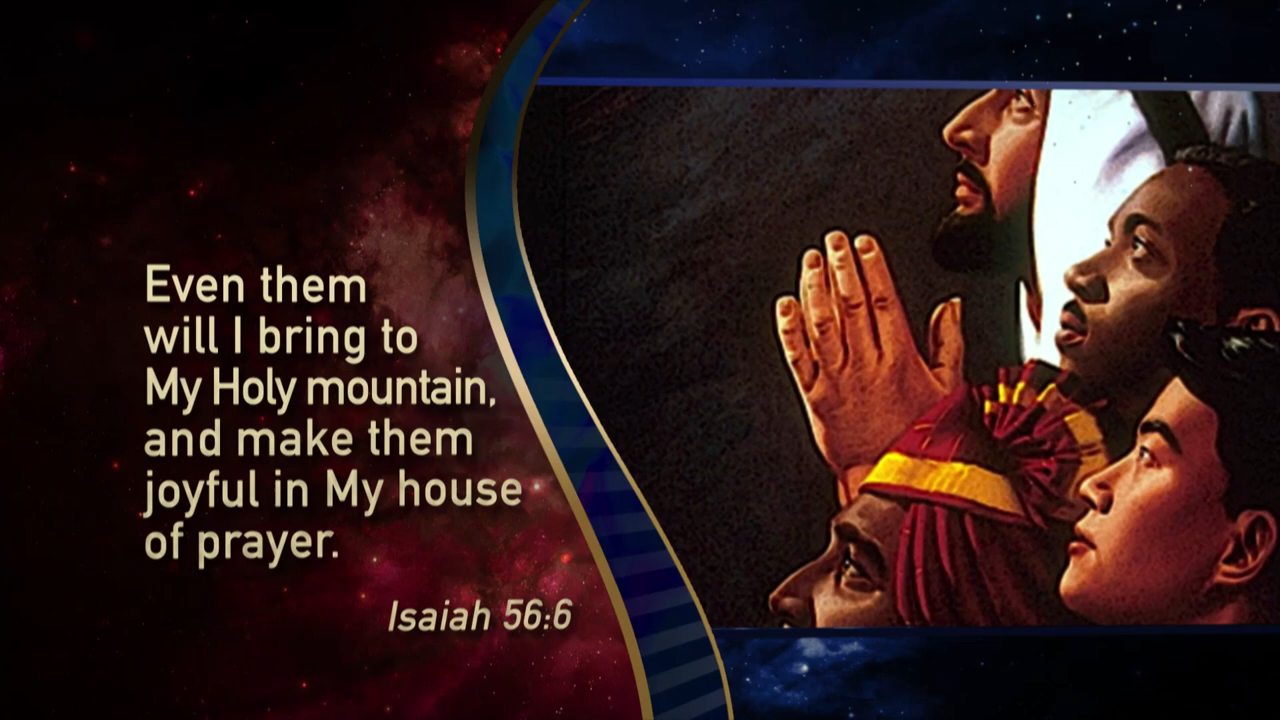 Even them
will I bring to
My Holy mountain,
and make them
joyful in My house
of prayer.
Isaiah 56:6